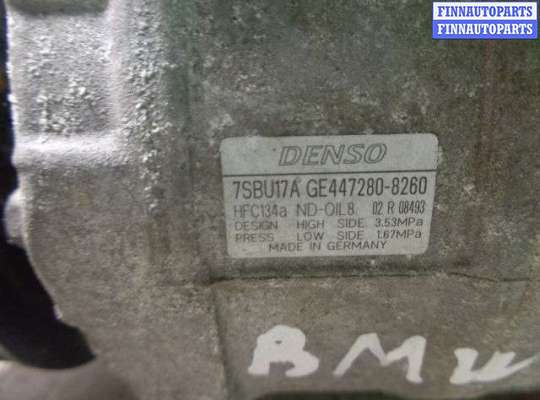 FINNAUTOPARTS
FINNAUTOPARTS
DENSO
7SBU17A GE447280-8260
HFC134a ND-OIL8 02 R 08493
DESIGN HIGH SIDE 3.53MPa
PRESS LOW SIDE 1.67MPa
MADE IN GERMANY
BMW